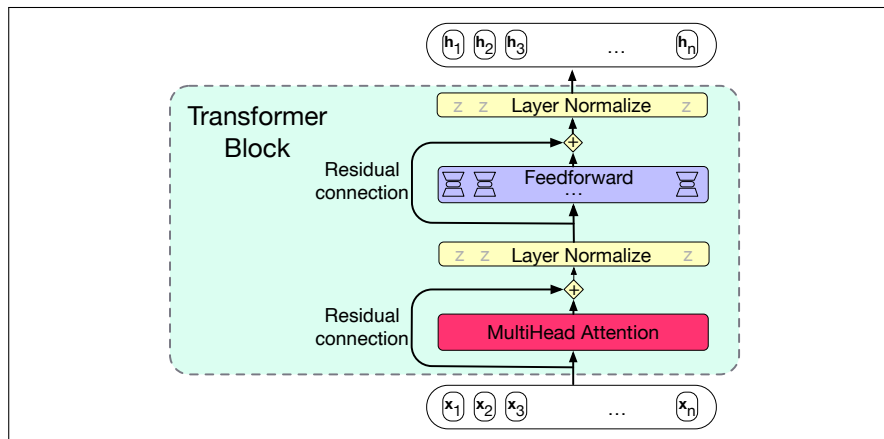 h1 h2 h3 … hn
z z Layer Normalize z
Transformer
Block
+
Residual
connection
Feedforward
…
z z Layer Normalize z
+
Residual
connection
MultiHead Attention
x1 x2 x3 … xn